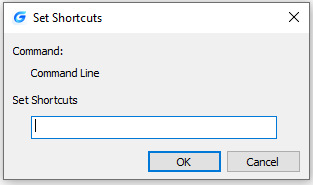 Set Shortcuts
Command:
Command Line
Set Shortcuts
OK
Cancel